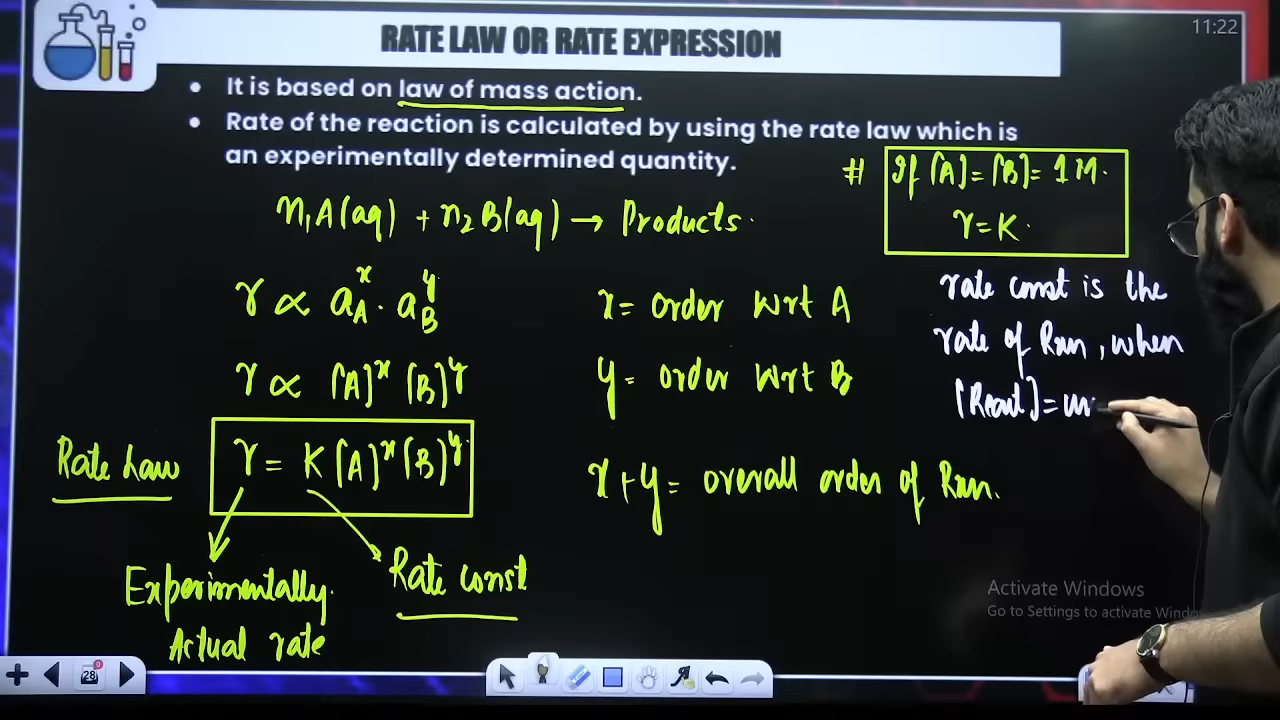 RATE LAW OR RATE EXPRESSION
11:22
• It is based on law of mass action.
• Rate of the reaction is calculated by using the rate law which is
an experimentally determined quantity.
# If [A] = [B] = 1 M.
r = K.
n₁A(aq) + n₂B(aq) → Products.
r ∝ a_A^x · a_B^y
r ∝ [A]^x [B]^y
Rate Law r = K [A]^x [B]^y
Experimentally
Actual rate
Rate const
x = order wrt A
y = order wrt B
x + y = overall order of Rxn.
rate const is the
rate of Rxn, when
[React] =
Activate Windows
Go to Settings to activate Windo
28